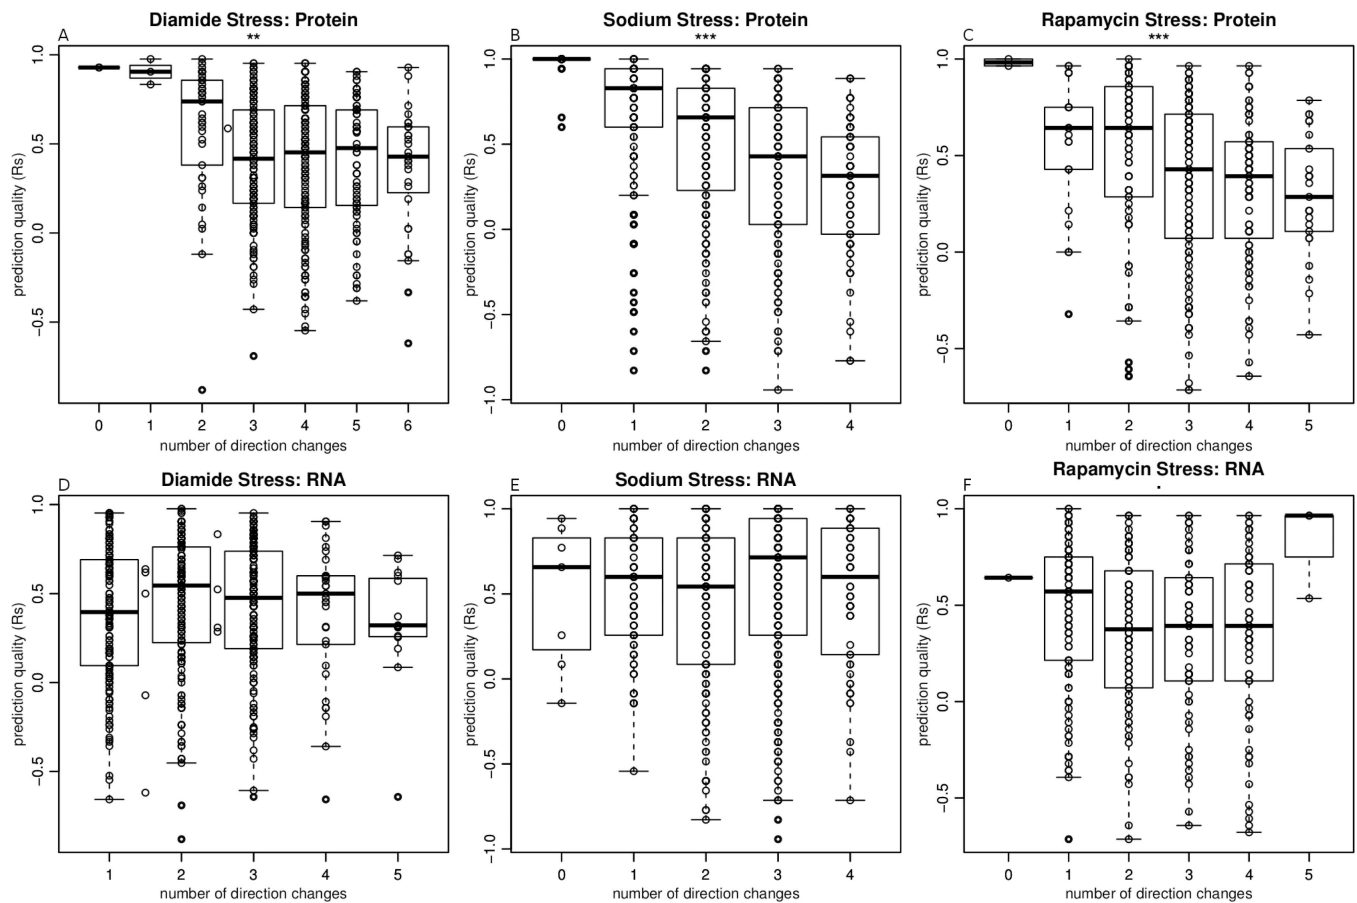 Diamide Stress: Protein
A
**
prediction quality (Rs)
1.0
0.5
0.0
−0.5
0 1 2 3 4 5 6
number of direction changes
Sodium Stress: Protein
B
***
prediction quality (Rs)
1.0
0.5
0.0
−0.5
−1.0
0 1 2 3 4
number of direction changes
Rapamycin Stress: Protein
C
***
prediction quality (Rs)
1.0
0.5
0.0
−0.5
0 1 2 3 4 5
number of direction changes
Diamide Stress: RNA
D
prediction quality (Rs)
1.0
0.5
0.0
−0.5
1 2 3 4 5
number of direction changes
Sodium Stress: RNA
E
prediction quality (Rs)
1.0
0.5
0.0
−0.5
−1.0
0 1 2 3 4
number of direction changes
Rapamycin Stress: RNA
F
.
prediction quality (Rs)
1.0
0.5
0.0
−0.5
0 1 2 3 4 5
number of direction changes